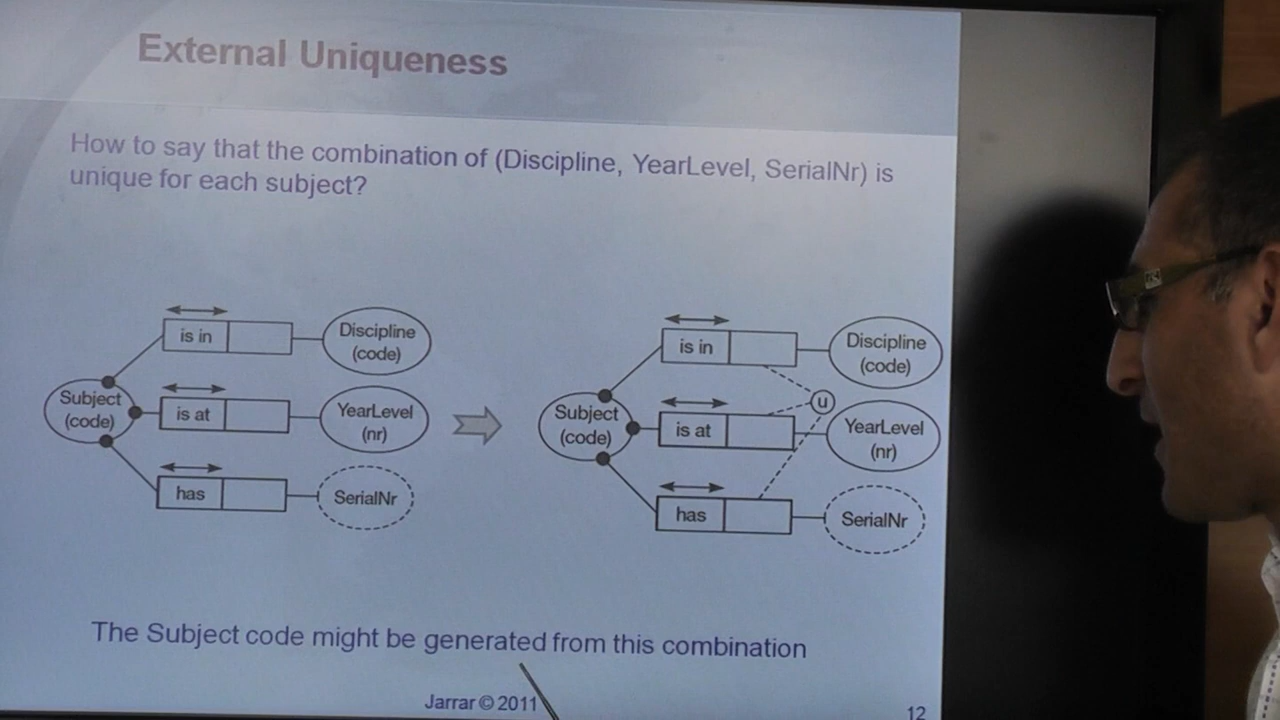 External Uniqueness
How to say that the combination of (Discipline, YearLevel, SerialNr) is
unique for each subject?
is in
Discipline
(code)
Subject
(code)
is at
YearLevel
(nr)
has
SerialNr
is in
Discipline
(code)
u
Subject
(code)
is at
YearLevel
(nr)
has
SerialNr
The Subject code might be generated from this combination
Jarrar © 2011
12